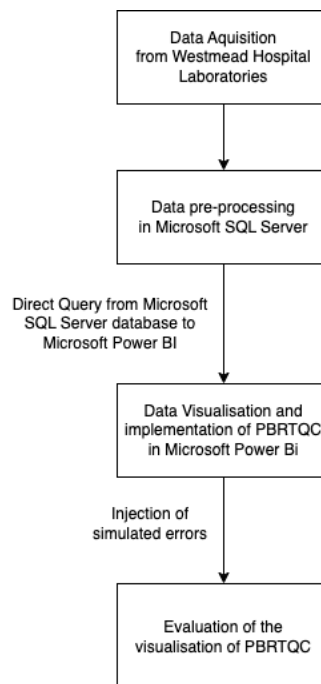 Data Aquisition
from Westmead Hospital
Laboratories
Data pre-processing
in Microsoft SQL Server
Direct Query from Microsoft
SQL Server database to
Microsoft Power BI
Data Visualisation and
implementation of PBRTQC
in Microsoft Power Bi
Injection of
simulated errors
Evaluation of the
visualisation of PBRTQC